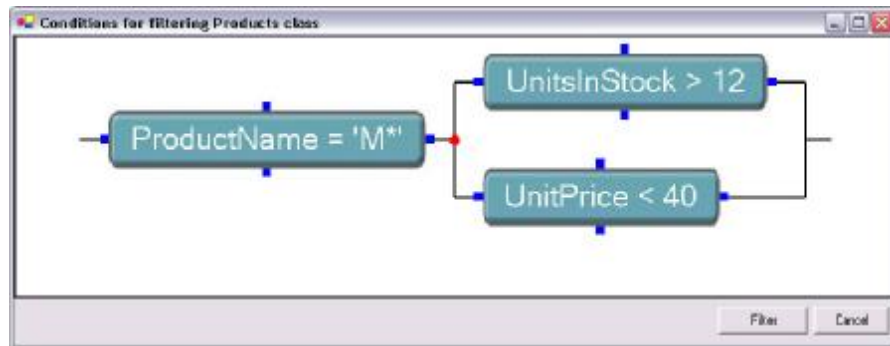 Conditions for filtering Products class
UnitsInStock > 12
ProductName = 'M*'
UnitPrice < 40
Filter Cancel